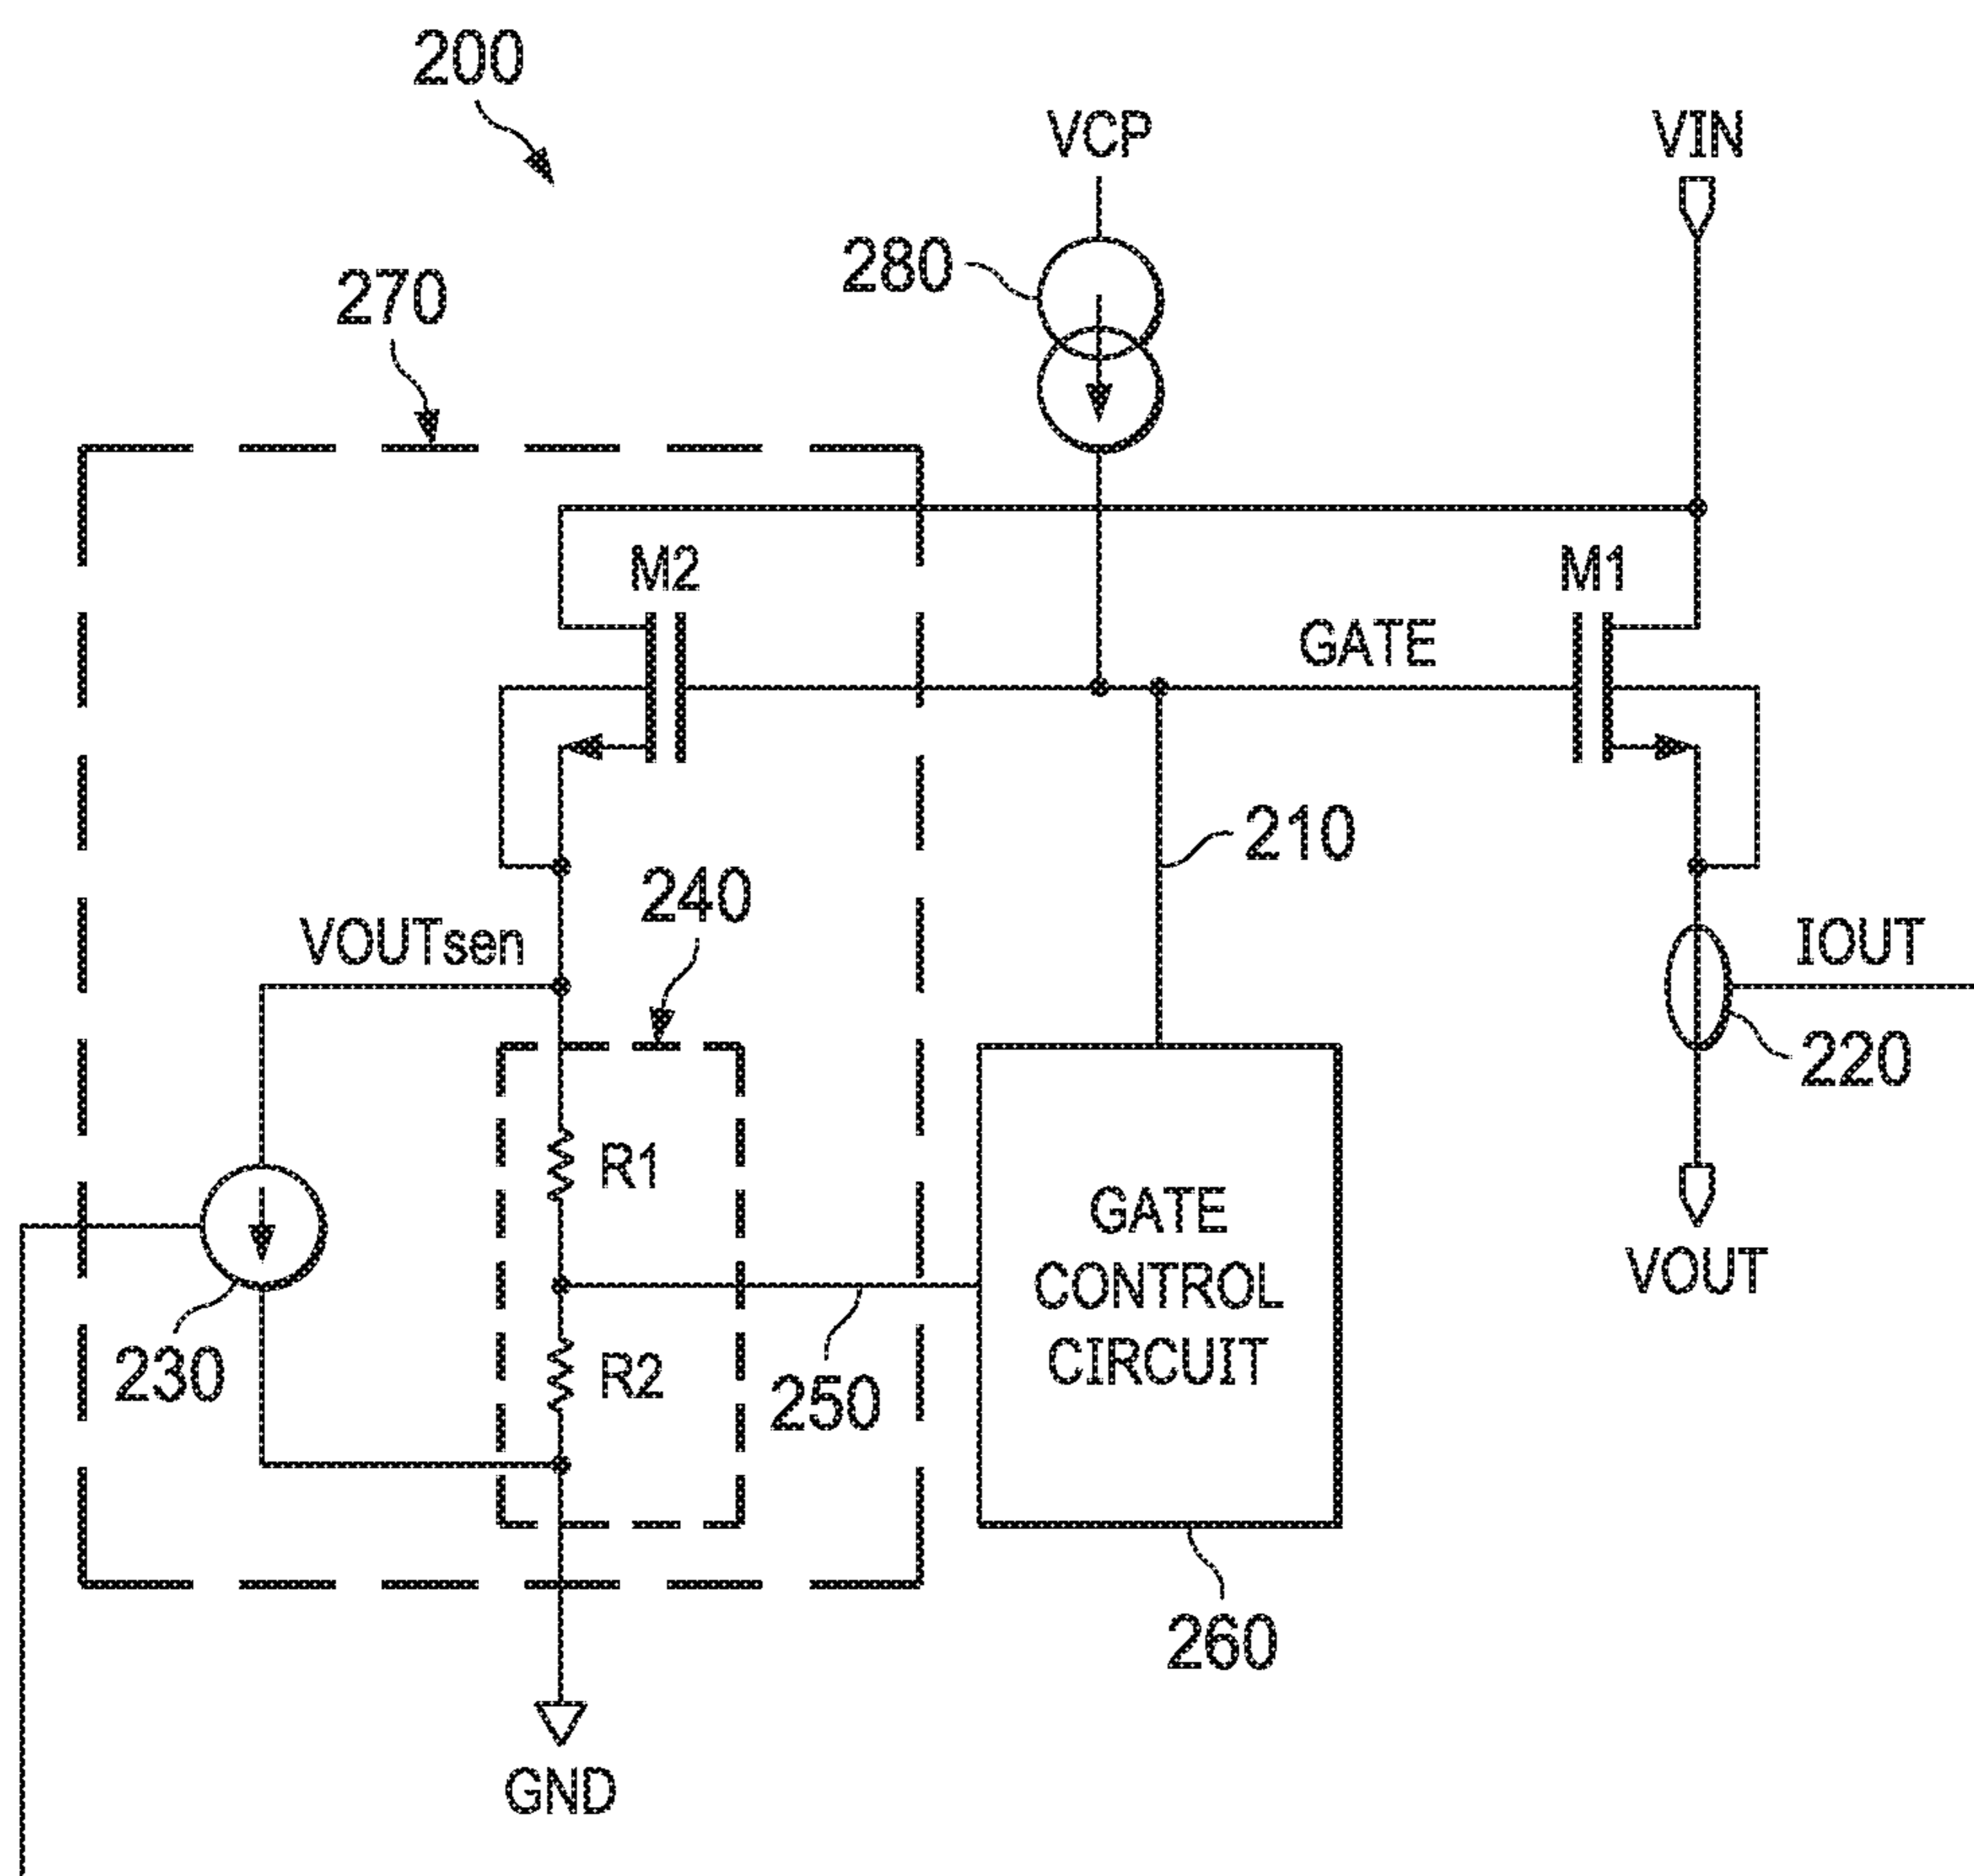 200
VCP
VIN
280
270
M2
M1
GATE
210
240
VOUTsen
IOUT
220
R1
GATE
CONTROL
CIRCUIT
VOUT
230
R2
250
260
GND